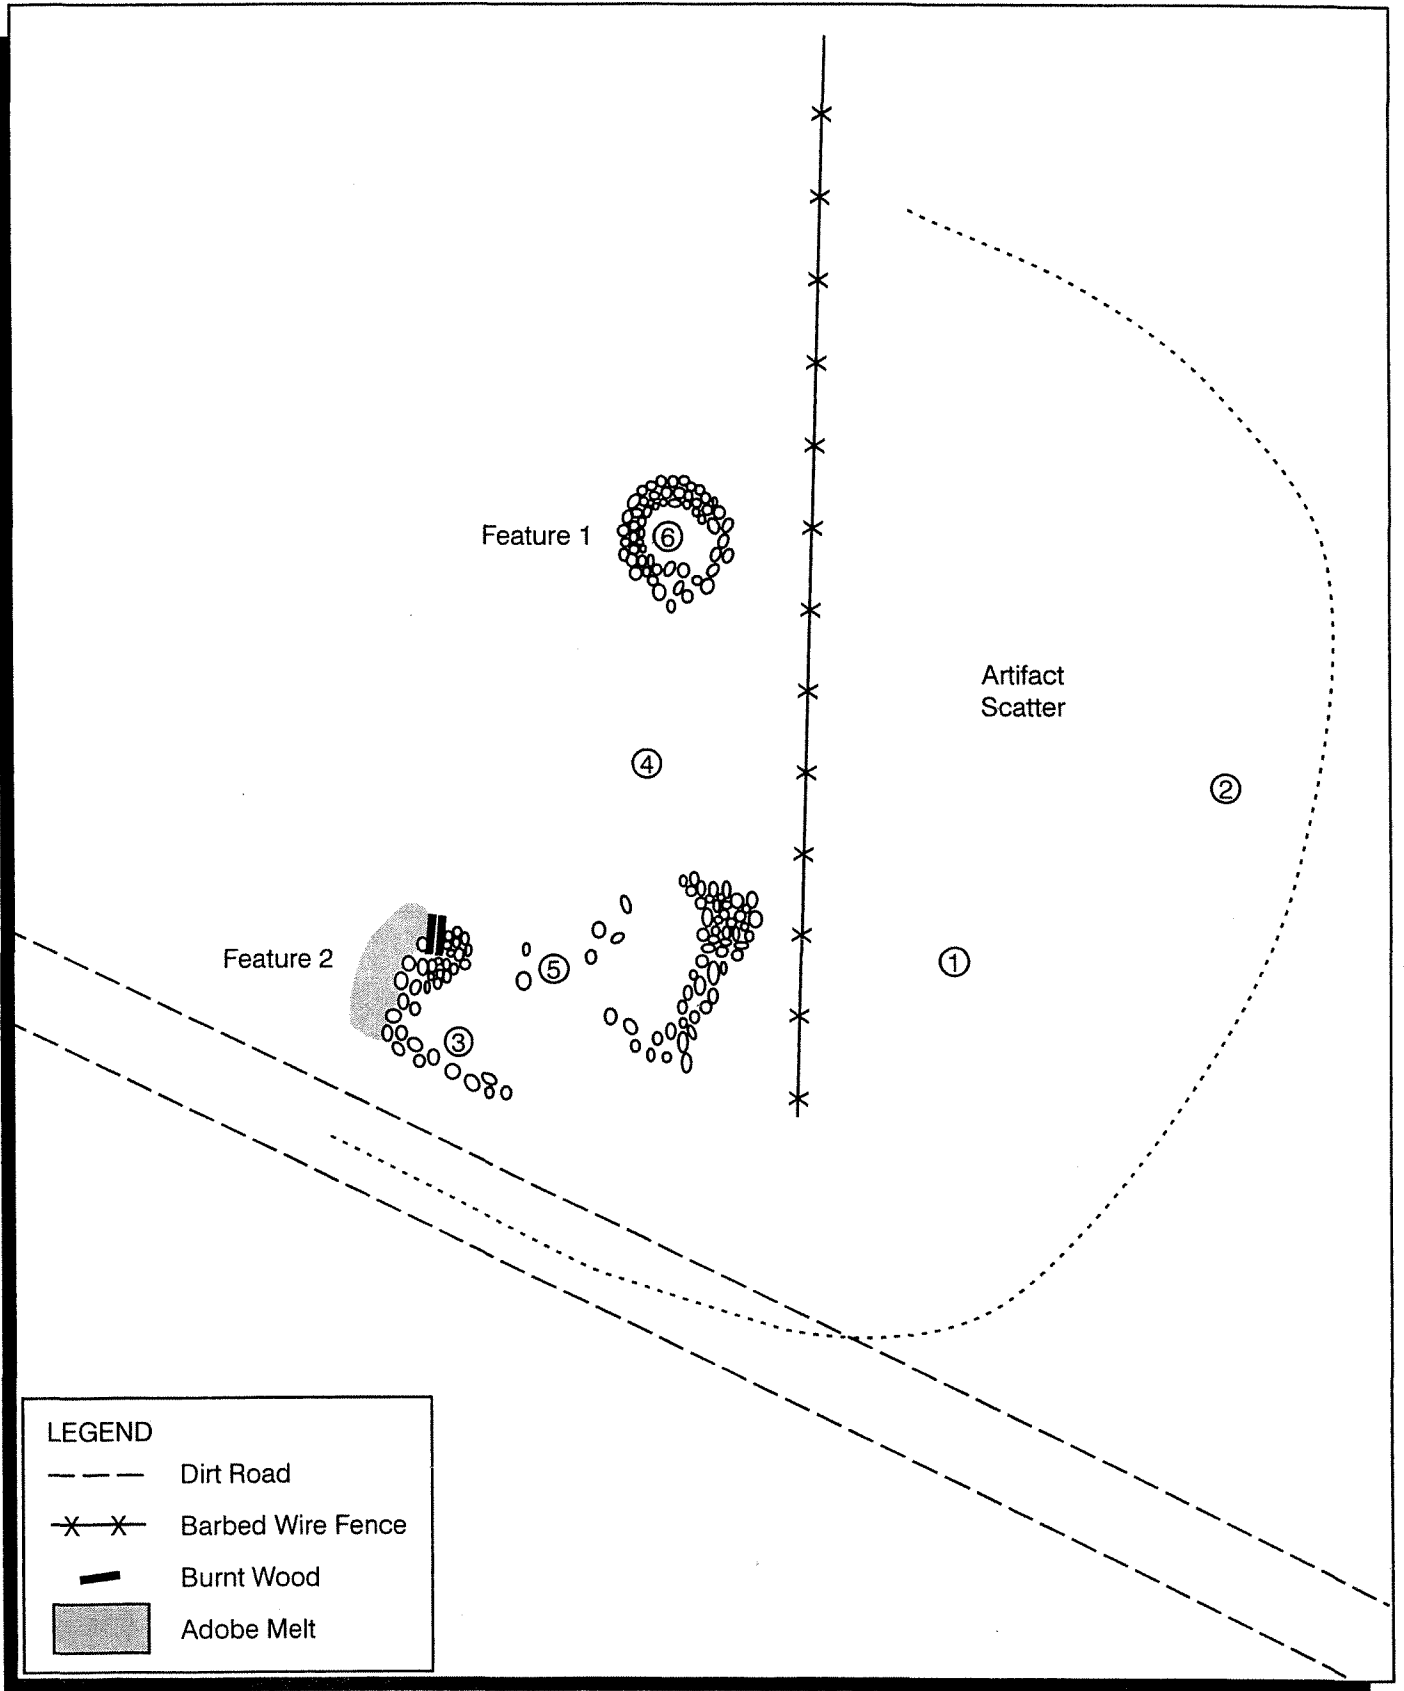 Feature 1
⑥
Artifact
Scatter
④
②
Feature 2
⑤
①
③
LEGEND
Dirt Road
Barbed Wire Fence
Burnt Wood
Adobe Melt